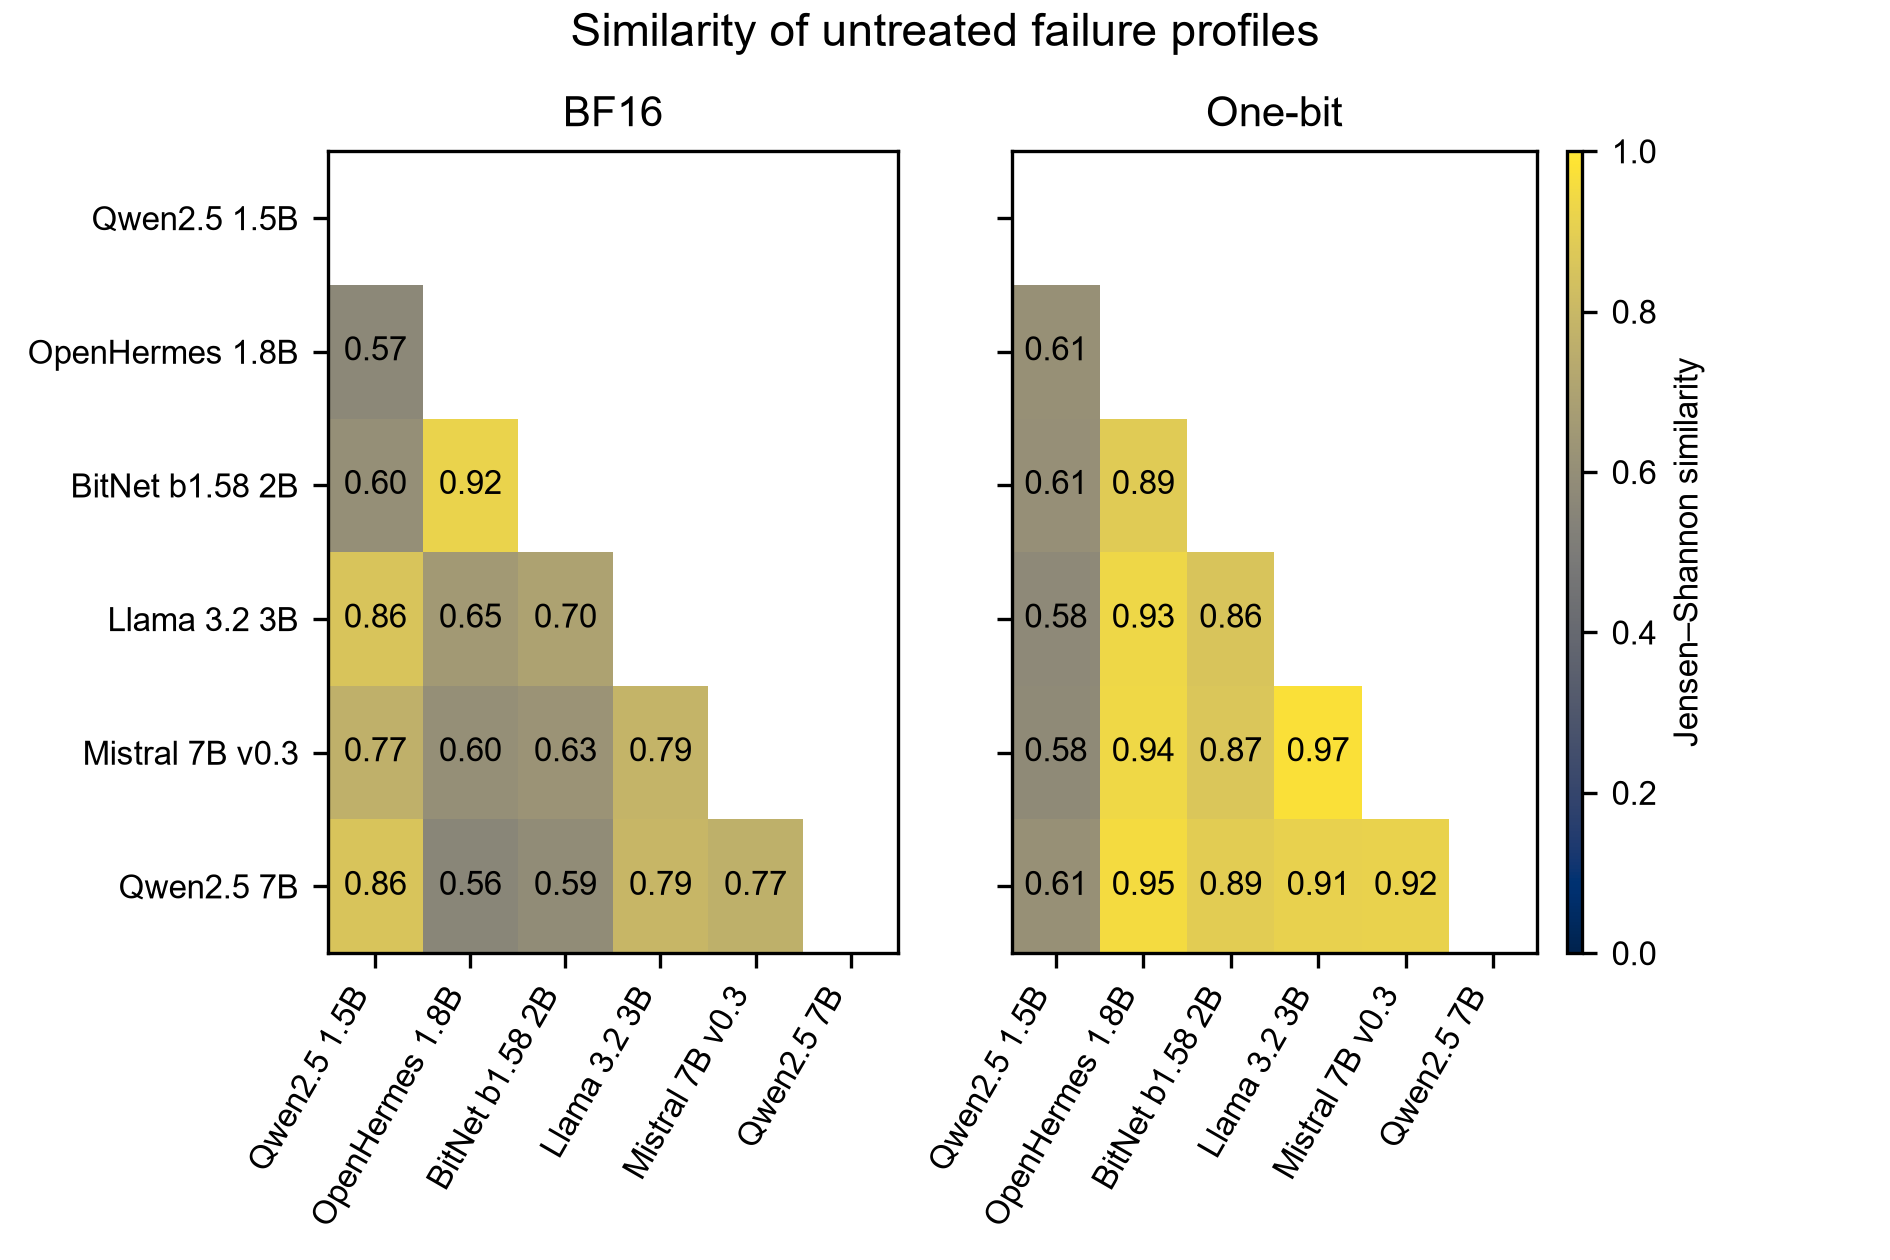 Similarity of untreated failure profiles
BF16
One-bit
Qwen2.5 1.5B
OpenHermes 1.8B
BitNet b1.58 2B
Llama 3.2 3B
Mistral 7B v0.3
Qwen2.5 7B
0.57
0.60 0.92
0.86 0.65 0.70
0.77 0.60 0.63 0.79
0.86 0.56 0.59 0.79 0.77
Qwen2.5 1.5B
OpenHermes 1.8B
BitNet b1.58 2B
Llama 3.2 3B
Mistral 7B v0.3
Qwen2.5 7B
0.61
0.61 0.89
0.58 0.93 0.86
0.58 0.94 0.87 0.97
0.61 0.95 0.89 0.91 0.92
Qwen2.5 1.5B
OpenHermes 1.8B
BitNet b1.58 2B
Llama 3.2 3B
Mistral 7B v0.3
Qwen2.5 7B
1.0
0.8
0.6
0.4
0.2
0.0
Jensen–Shannon similarity